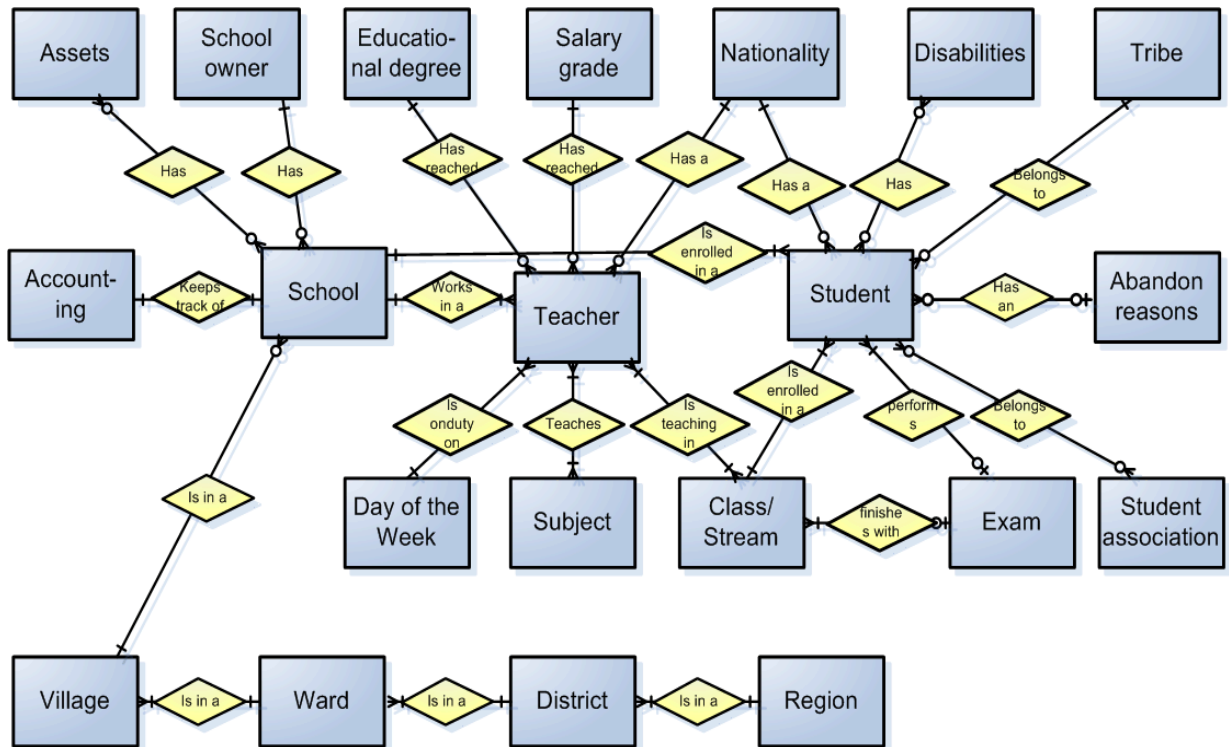 Assets
School
owner
Educatio-
nal degree
Salary
grade
Nationality
Disabilities
Tribe
Has
Has
Has
reached
Has
reached
Has a
Has a
Has
Belongs
to
Account-
ing
Keeps
track of
School
Works
in a
Teacher
Is
enrolled
in a
Student
Has
an
Abandon
reasons
Is
onduty
on
Teaches
Is
teaching
in
Is
enrolled
in a
perform
s
Belongs
to
Is in a
Day of the
Week
Subject
Class/
Stream
finishe
s with
Exam
Student
association
Village
Is in a
Ward
Is in a
District
Is in a
Region